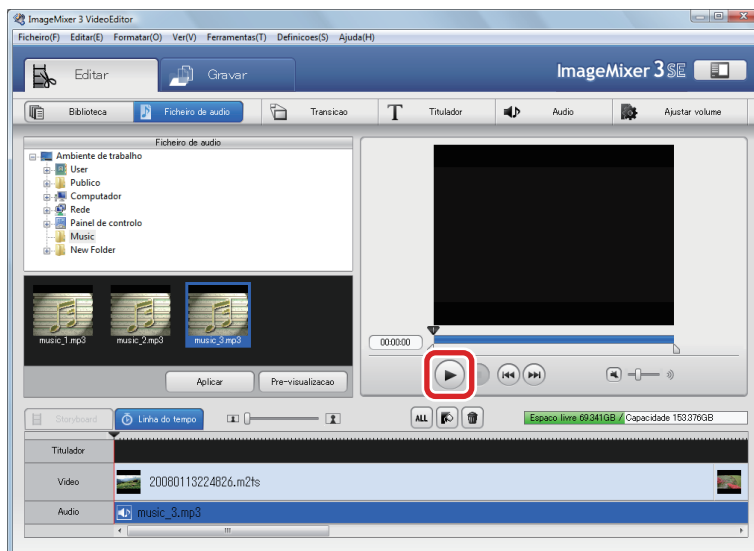 ImageMixer 3 VideoEditor
Ficheiro(F) Editar(E) Formatar(O) Ver(V) Ferramentas(T) Definicoes(S) Ajuda(H)
Editar Gravar ImageMixer 3 SE
Biblioteca Ficheiro de audio Transicao T Titulador Audio Ajustar volume
Ficheiro de audio
Ambiente de trabalho
User
Publico
Computador
Rede
Painel de controlo
Music
New Folder
music_1.mp3 music_2.mp3 music_3.mp3
00:00:00
Aplicar Pre-visualizacao
Storyboard Linha do tempo ALL Espaco livre 69.341GB / Capacidade 153.376GB
Titulador
Video 20080113224826.m2ts
Audio music_3.mp3